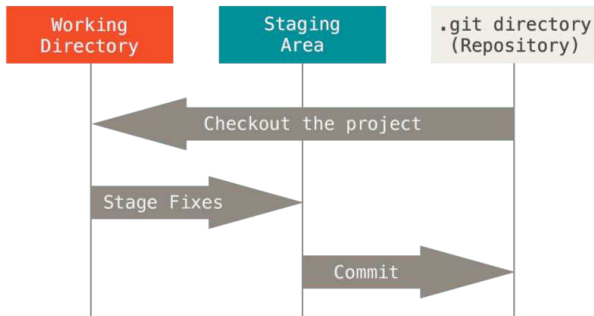 Working
Directory
Staging
Area
.git directory
(Repository)
Checkout the project
Stage Fixes
Commit